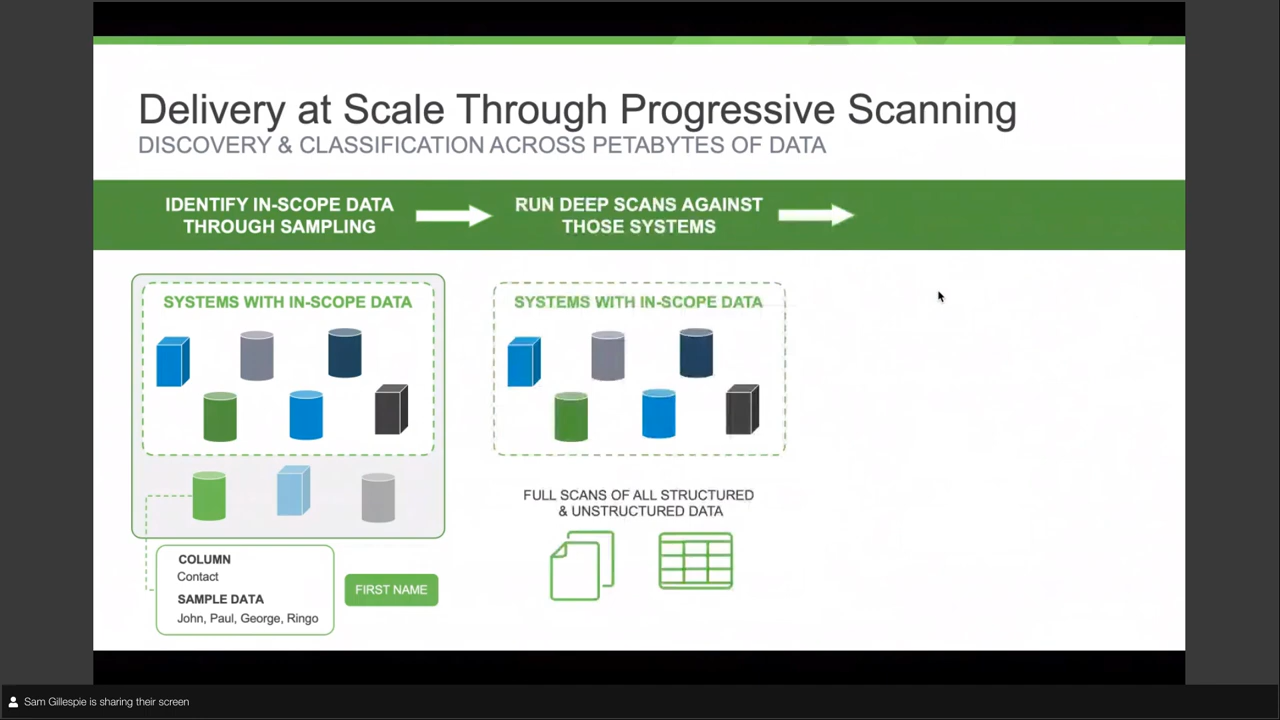 Delivery at Scale Through Progressive Scanning
DISCOVERY & CLASSIFICATION ACROSS PETABYTES OF DATA
IDENTIFY IN-SCOPE DATA
THROUGH SAMPLING
RUN DEEP SCANS AGAINST
THOSE SYSTEMS
SYSTEMS WITH IN-SCOPE DATA
SYSTEMS WITH IN-SCOPE DATA
FULL SCANS OF ALL STRUCTURED
& UNSTRUCTURED DATA
COLUMN
Contact
SAMPLE DATA
John, Paul, George, Ringo
FIRST NAME
Sam Gillespie is sharing their screen